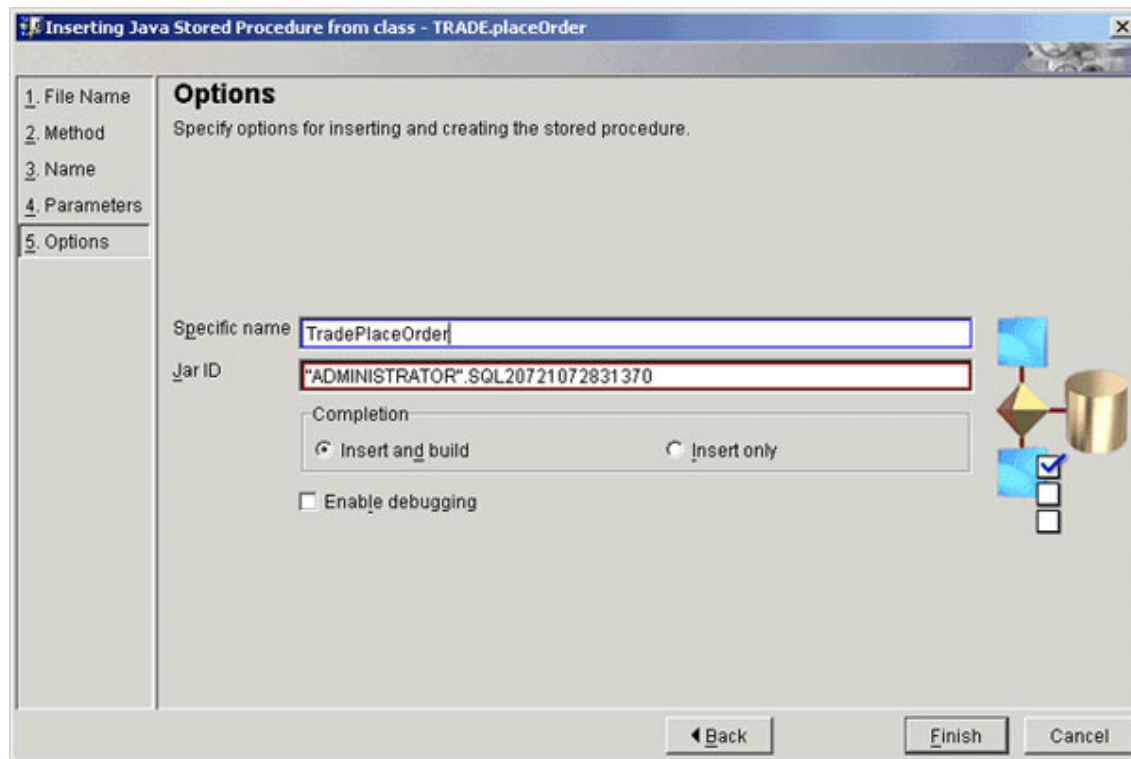 Inserting Java Stored Procedure from class - TRADE.placeOrder
1. File Name
2. Method
3. Name
4. Parameters
5. Options
Options
Specify options for inserting and creating the stored procedure.
Specific name
TradePlaceOrder
Jar ID
"ADMINISTRATOR".SQL20721072831370
Completion
Insert and build
Insert only
Enable debugging
Back
Finish
Cancel